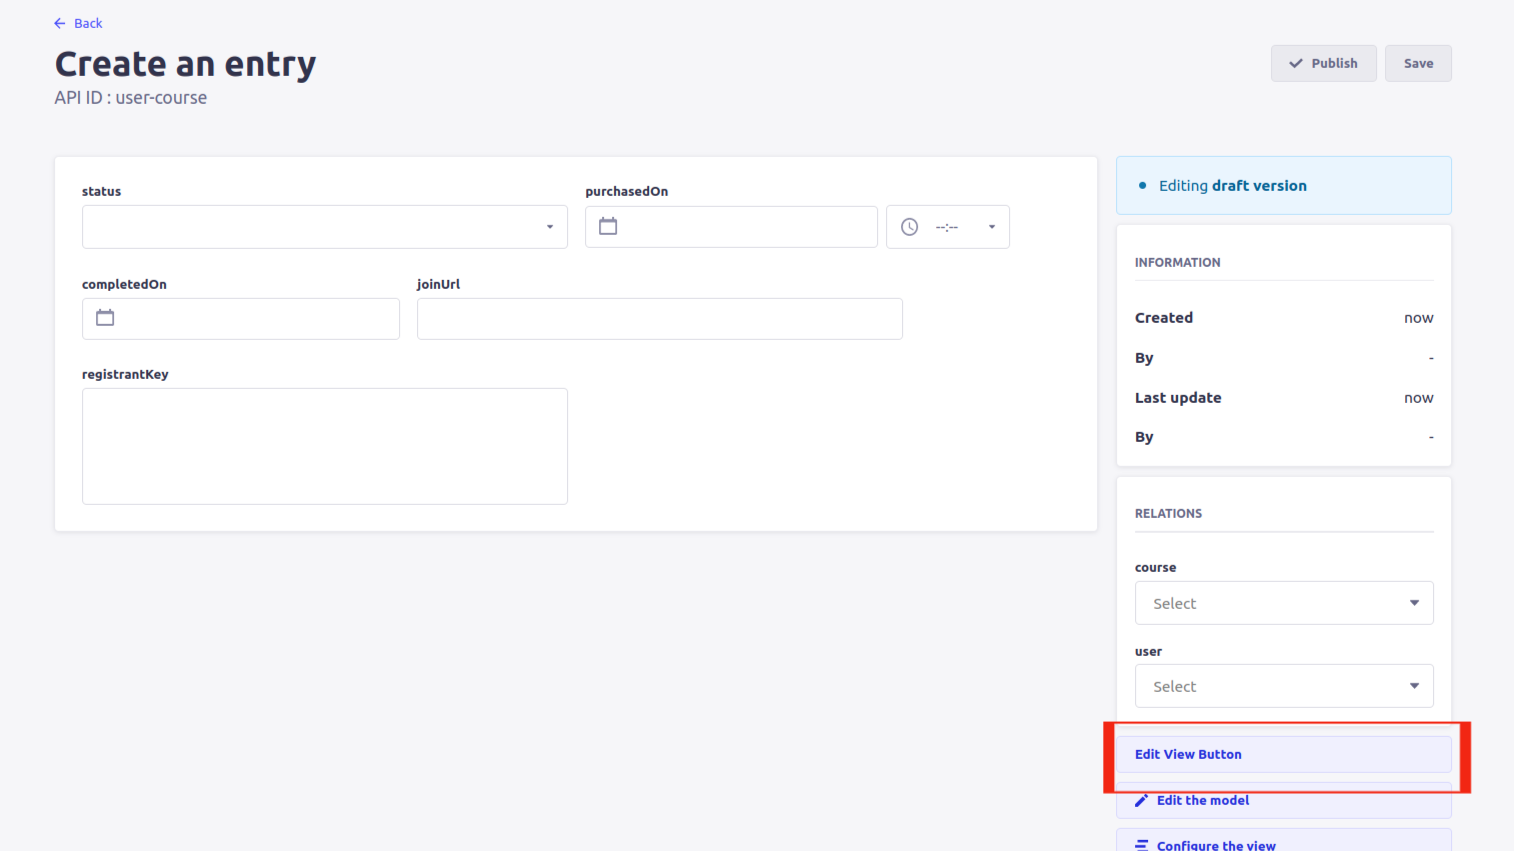 Back
Create an entry
API ID : user-course
Publish
Save
status
purchasedOn
--:--
completedOn
joinUrl
registrantKey
Editing draft version
INFORMATION
Created now
By -
Last update now
By -
RELATIONS
course
Select
user
Select
Edit View Button
Edit the model
Configure the view